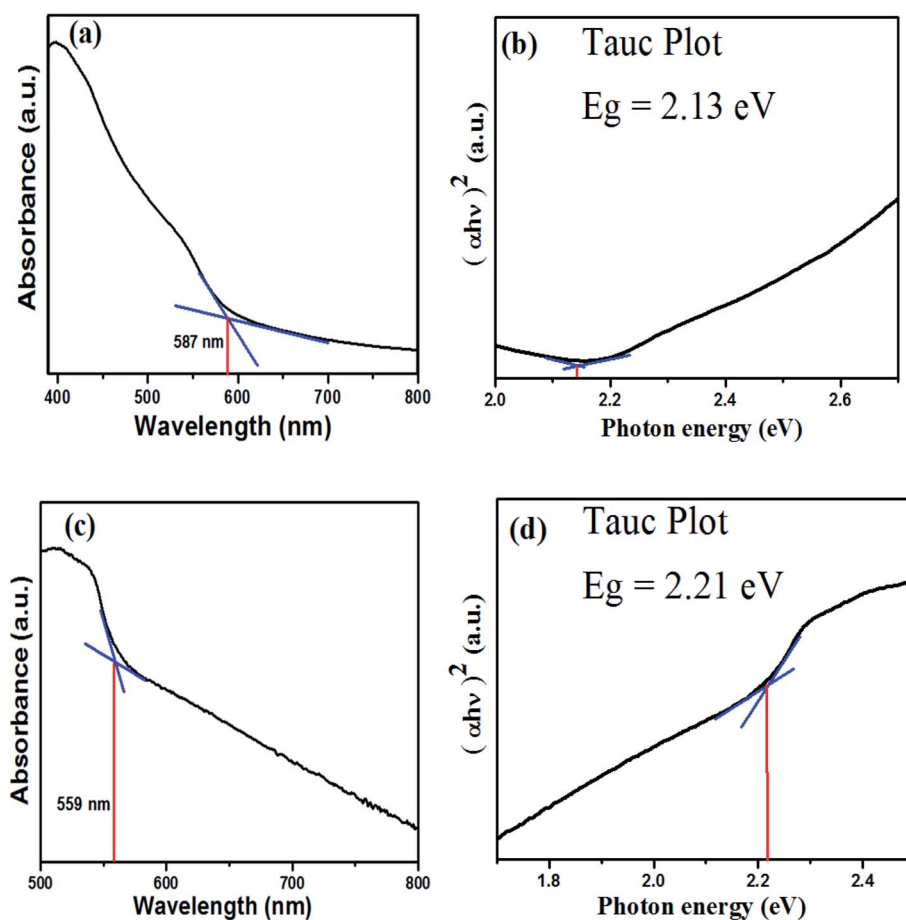 (a)
Absorbance (a.u.)
587 nm
400 500 600 700 800
Wavelength (nm)
(b)
Tauc Plot
Eg = 2.13 eV
( αhν )² (a.u.)
2.0 2.2 2.4 2.6
Photon energy (eV)
(c)
Absorbance (a.u.)
559 nm
500 600 700 800
Wavelength (nm)
(d)
Tauc Plot
Eg = 2.21 eV
( αhν )² (a.u.)
1.8 2.0 2.2 2.4
Photon energy (eV)